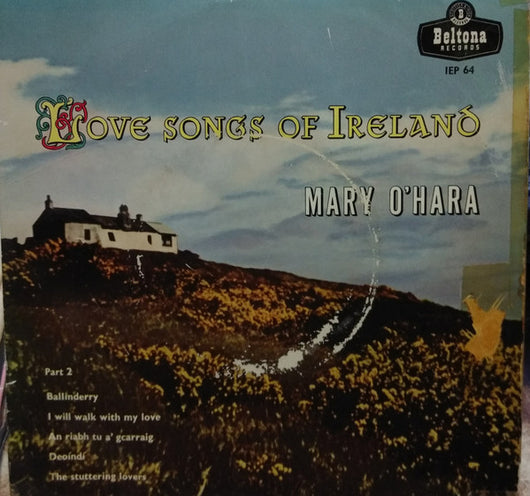 Beltona
RECORDS
IEP 64
Love Songs of Ireland
MARY O'HARA
Part 2
Ballinderry
I will walk with my love
An riabh tu a' gcarraig
Deoindí
The stuttering lovers